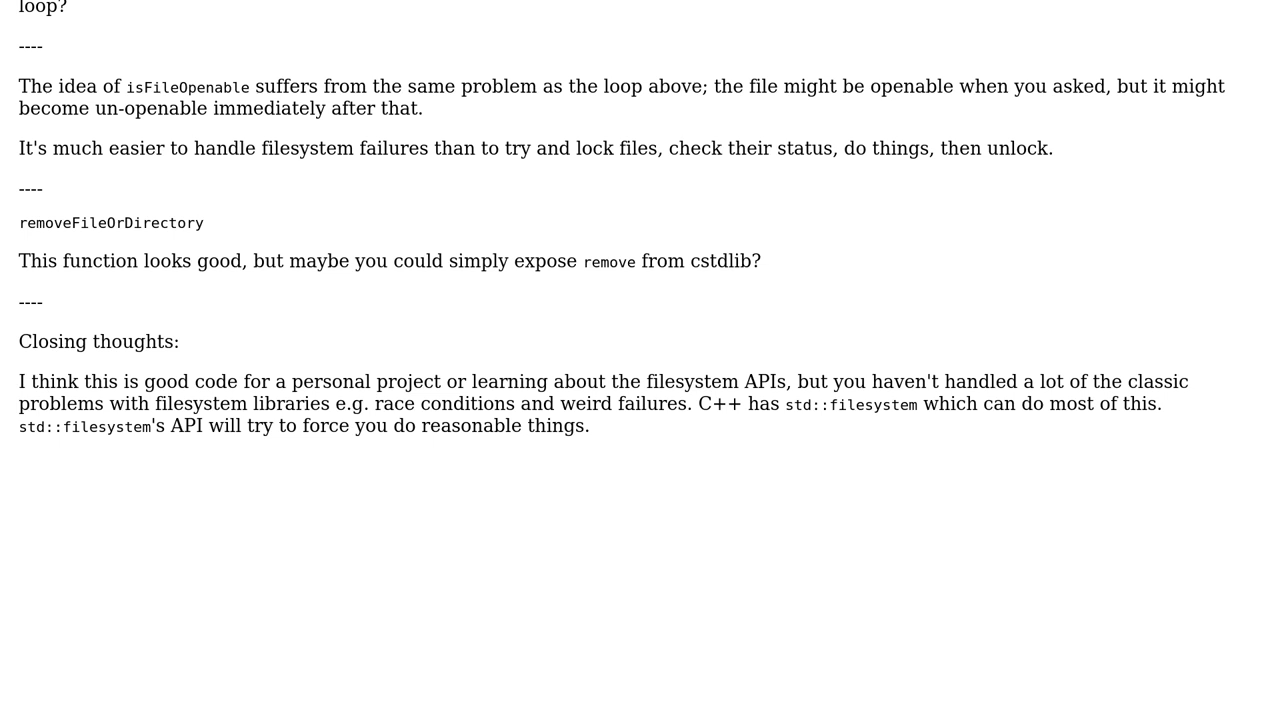 loop?
----
The idea of isFileOpenable suffers from the same problem as the loop above; the file might be openable when you asked, but it might
become un-openable immediately after that.
It's much easier to handle filesystem failures than to try and lock files, check their status, do things, then unlock.
----
removeFileOrDirectory
This function looks good, but maybe you could simply expose remove from cstdlib?
----
Closing thoughts:
I think this is good code for a personal project or learning about the filesystem APIs, but you haven't handled a lot of the classic
problems with filesystem libraries e.g. race conditions and weird failures. C++ has std::filesystem which can do most of this.
std::filesystem's API will try to force you do reasonable things.